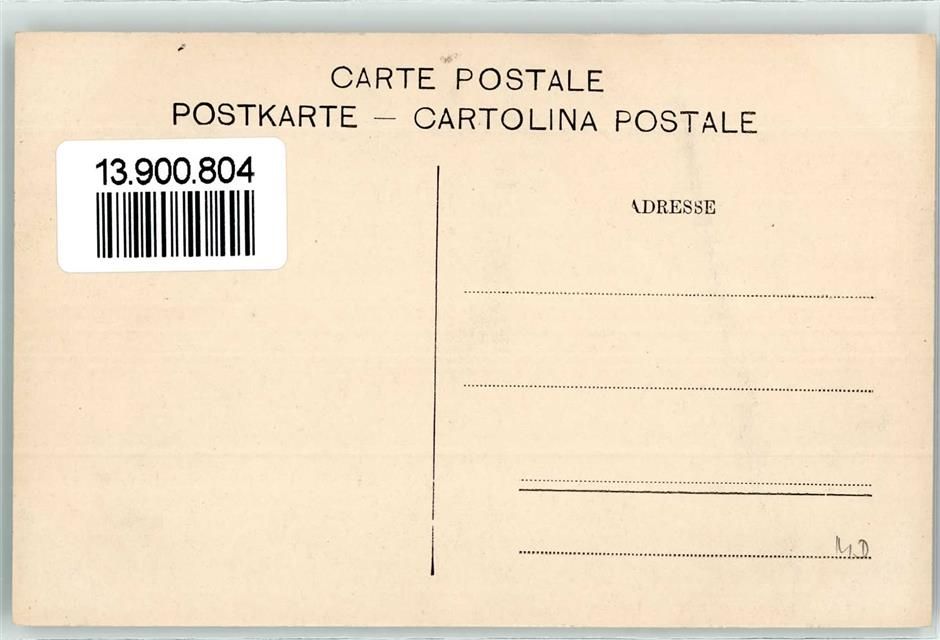 CARTE POSTALE
POSTKARTE — CARTOLINA POSTALE
13.900.804
ADRESSE